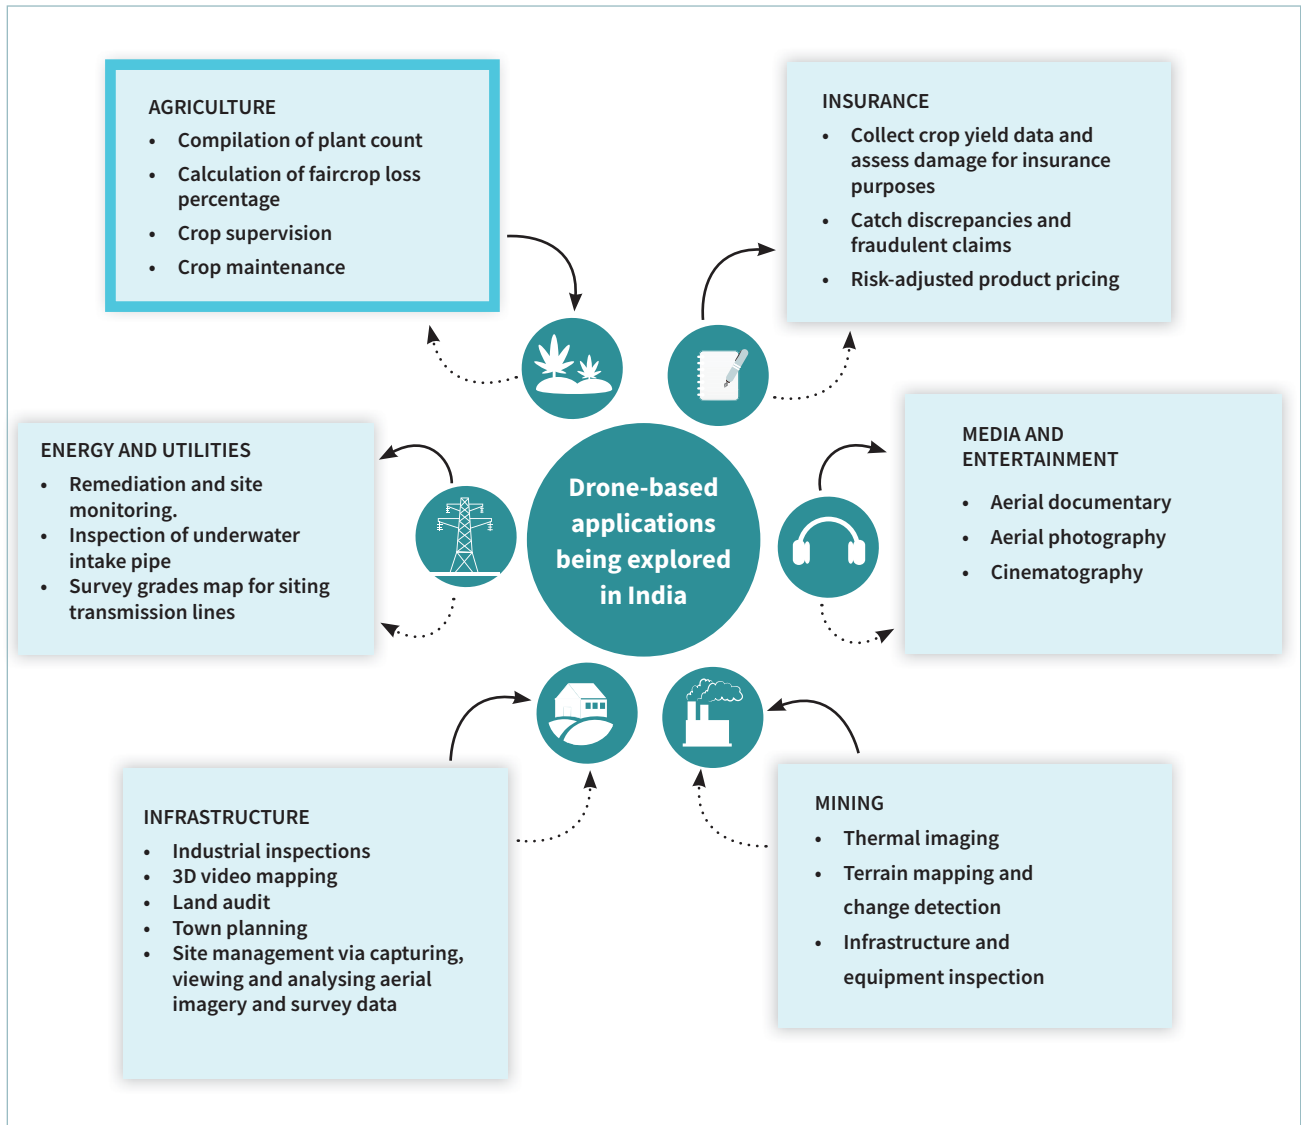 AGRICULTURE
• Compilation of plant count
• Calculation of faircrop loss
percentage
• Crop supervision
• Crop maintenance
INSURANCE
• Collect crop yield data and
assess damage for insurance
purposes
• Catch discrepancies and
fraudulent claims
• Risk-adjusted product pricing
ENERGY AND UTILITIES
• Remediation and site
monitoring.
• Inspection of underwater
intake pipe
• Survey grades map for siting
transmission lines
Drone-based
applications
being explored
in India
MEDIA AND
ENTERTAINMENT
• Aerial documentary
• Aerial photography
• Cinematography
INFRASTRUCTURE
• Industrial inspections
• 3D video mapping
• Land audit
• Town planning
• Site management via capturing,
viewing and analysing aerial
imagery and survey data
MINING
• Thermal imaging
• Terrain mapping and
change detection
• Infrastructure and
equipment inspection